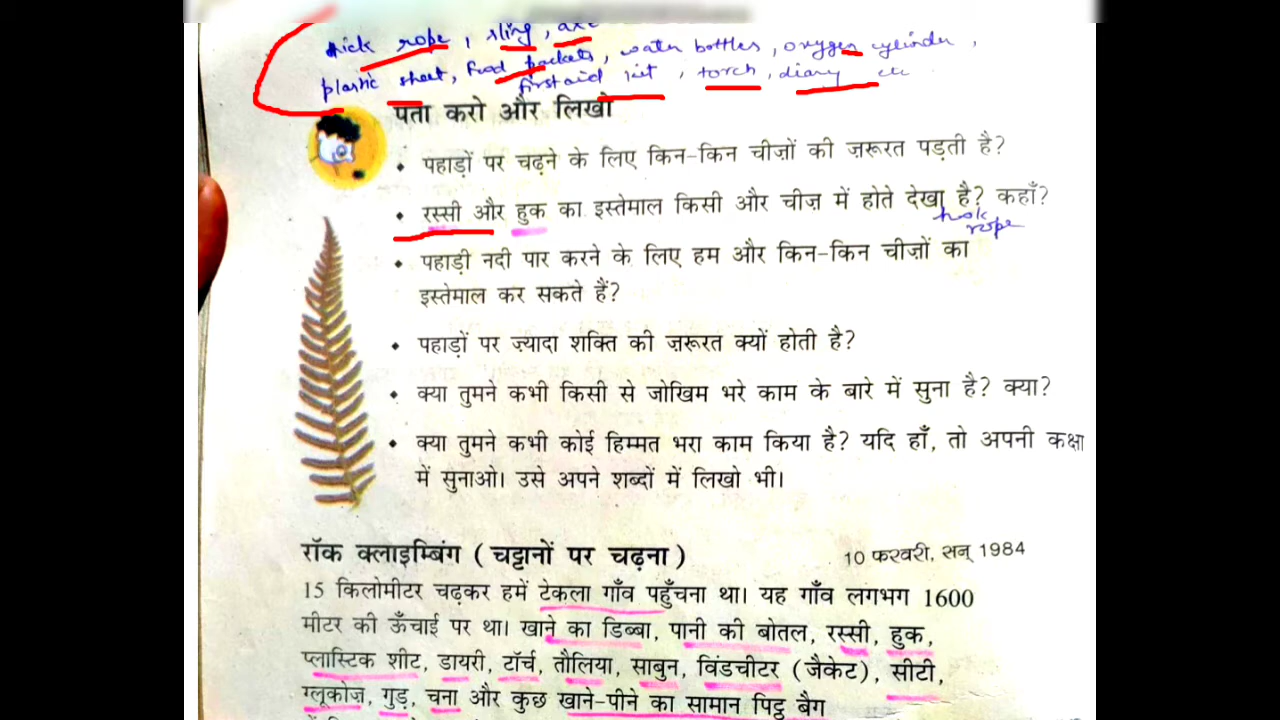 thick rope, sling, axe
plastic sheet, food packets, water bottles, oxygen cylinder,
first aid kit, torch, diary etc
पता करो और लिखो
• पहाड़ों पर चढ़ने के लिए किन-किन चीज़ों की ज़रूरत पड़ती है?
• रस्सी और हुक का इस्तेमाल किसी और चीज़ में होते देखा है? कहाँ?
rope
• पहाड़ी नदी पार करने के लिए हम और किन-किन चीज़ों का
इस्तेमाल कर सकते हैं?
• पहाड़ों पर ज़्यादा शक्ति की ज़रूरत क्यों होती है?
• क्या तुमने कभी किसी से जोखिम भरे काम के बारे में सुना है? क्या?
• क्या तुमने कभी कोई हिम्मत भरा काम किया है? यदि हाँ, तो अपनी कक्षा
में सुनाओ। उसे अपने शब्दों में लिखो भी।
रॉक क्लाइम्बिंग (चट्टानों पर चढ़ना) 10 फरवरी, सन् 1984
15 किलोमीटर चढ़कर हमें टेकला गाँव पहुँचना था। यह गाँव लगभग 1600
मीटर की ऊँचाई पर था। खाने का डिब्बा, पानी की बोतल, रस्सी, हुक,
प्लास्टिक शीट, डायरी, टॉर्च, तौलिया, साबुन, विंडचीटर (जैकेट), सीटी,
ग्लूकोज़, गुड़, चना और कुछ खाने-पीने का सामान पिट्ठू बैग